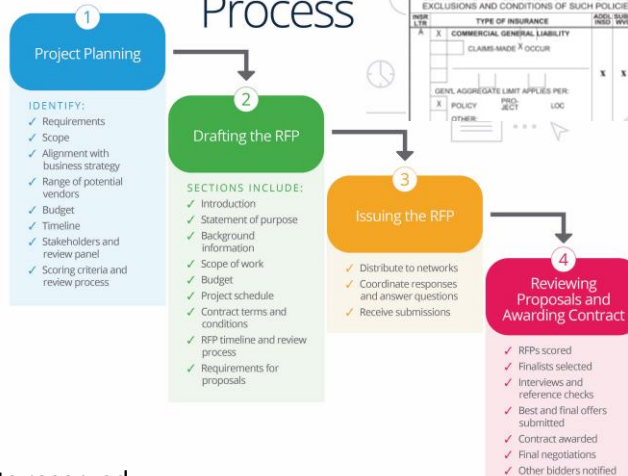 Process
1
Project Planning
IDENTIFY:
✓ Requirements
✓ Scope
✓ Alignment with
business strategy
✓ Range of potential
vendors
✓ Budget
✓ Timeline
✓ Stakeholders and
review panel
✓ Scoring criteria and
review process
2
Drafting the RFP
SECTIONS INCLUDE:
✓ Introduction
✓ Statement of purpose
✓ Background
information
✓ Scope of work
✓ Budget
✓ Project schedule
✓ Contract terms and
conditions
✓ RFP timeline and review
process
✓ Requirements for
proposals
3
Issuing the RFP
✓ Distribute to networks
✓ Coordinate responses
and answer questions
✓ Receive submissions
4
Reviewing
Proposals and
Awarding Contract
✓ RFPs scored
✓ Finalists selected
✓ Interviews and
reference checks
✓ Best and final offers
submitted
✓ Contract awarded
✓ Final negotiations
✓ Other bidders notified
EXCLUSIONS AND CONDITIONS OF SUCH POLICIE
INSR
LTR
TYPE OF INSURANCE
ADDL
INSD
A X COMMERCIAL GENERAL LIABILITY
CLAIMS-MADE X OCCUR
X X
GEN'L AGGREGATE LIMIT APPLIES PER:
X POLICY PRO-
JECT LOC
OTHER: